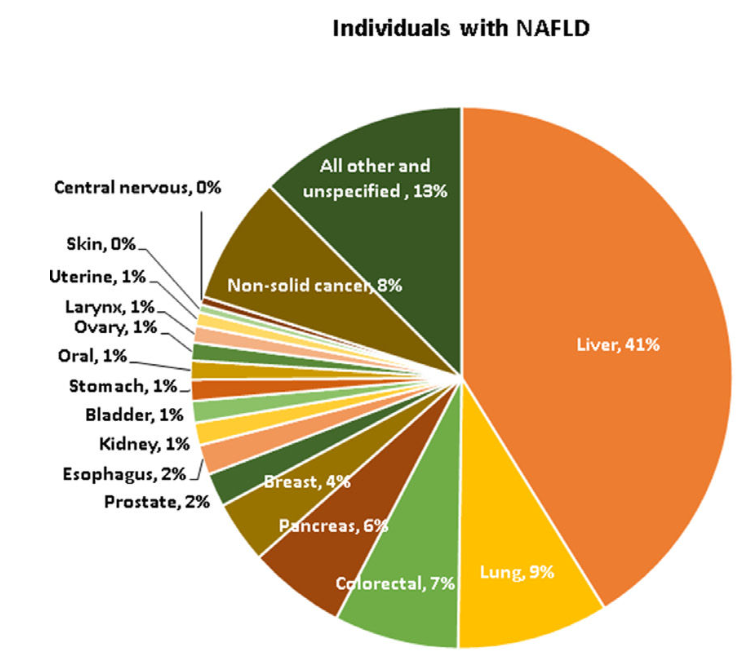 Individuals with NAFLD
All other and
unspecified , 13%
Central nervous, 0%
Skin, 0%
Non-solid cancer, 8%
Uterine, 1%
Larynx, 1%
Ovary, 1%
Liver, 41%
Oral, 1%
Stomach, 1%
Bladder, 1%
Kidney, 1%
Esophagus, 2%
Breast, 4%
Prostate, 2%
Pancreas, 6%
Lung, 9%
Colorectal, 7%